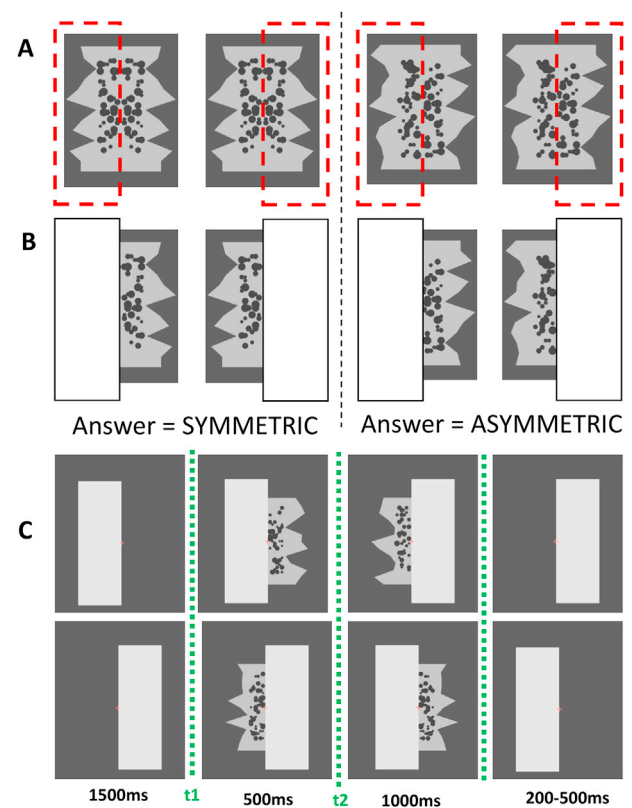 A
B
Answer = SYMMETRIC
Answer = ASYMMETRIC
C
1500ms
t1
500ms
t2
1000ms
200-500ms